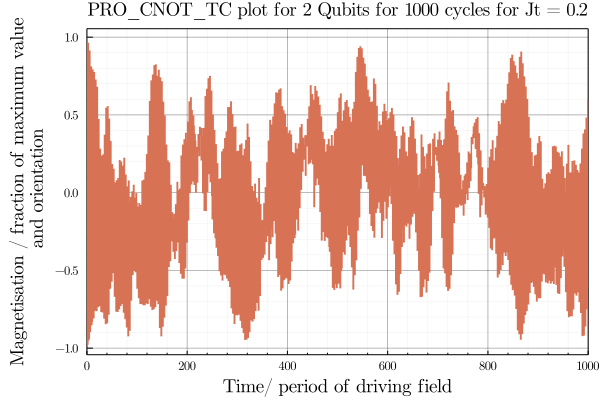 PRO_CNOT_TC plot for 2 Qubits for 1000 cycles for Jt = 0.2
Magnetisation / fraction of maximum value
and orientation
1.0
0.5
0.0
−0.5
−1.0
0 200 400 600 800 1000
Time/ period of driving field